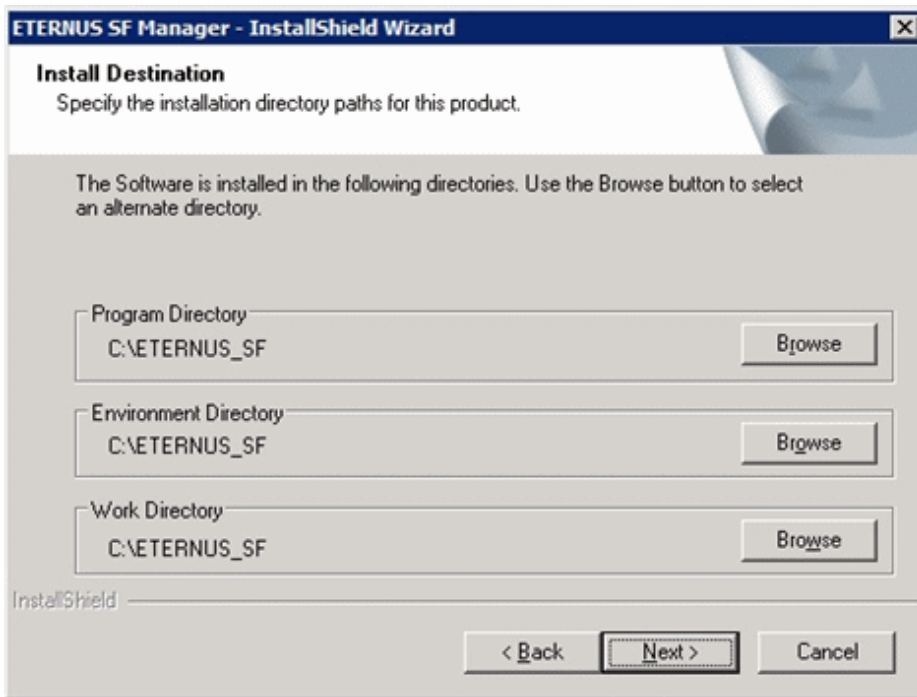 ETERNUS SF Manager - InstallShield Wizard
Install Destination
Specify the installation directory paths for this product.
The Software is installed in the following directories. Use the Browse button to select
an alternate directory.
Program Directory
C:\ETERNUS_SF
Browse
Environment Directory
C:\ETERNUS_SF
Browse
Work Directory
C:\ETERNUS_SF
Browse
InstallShield
< Back Next > Cancel